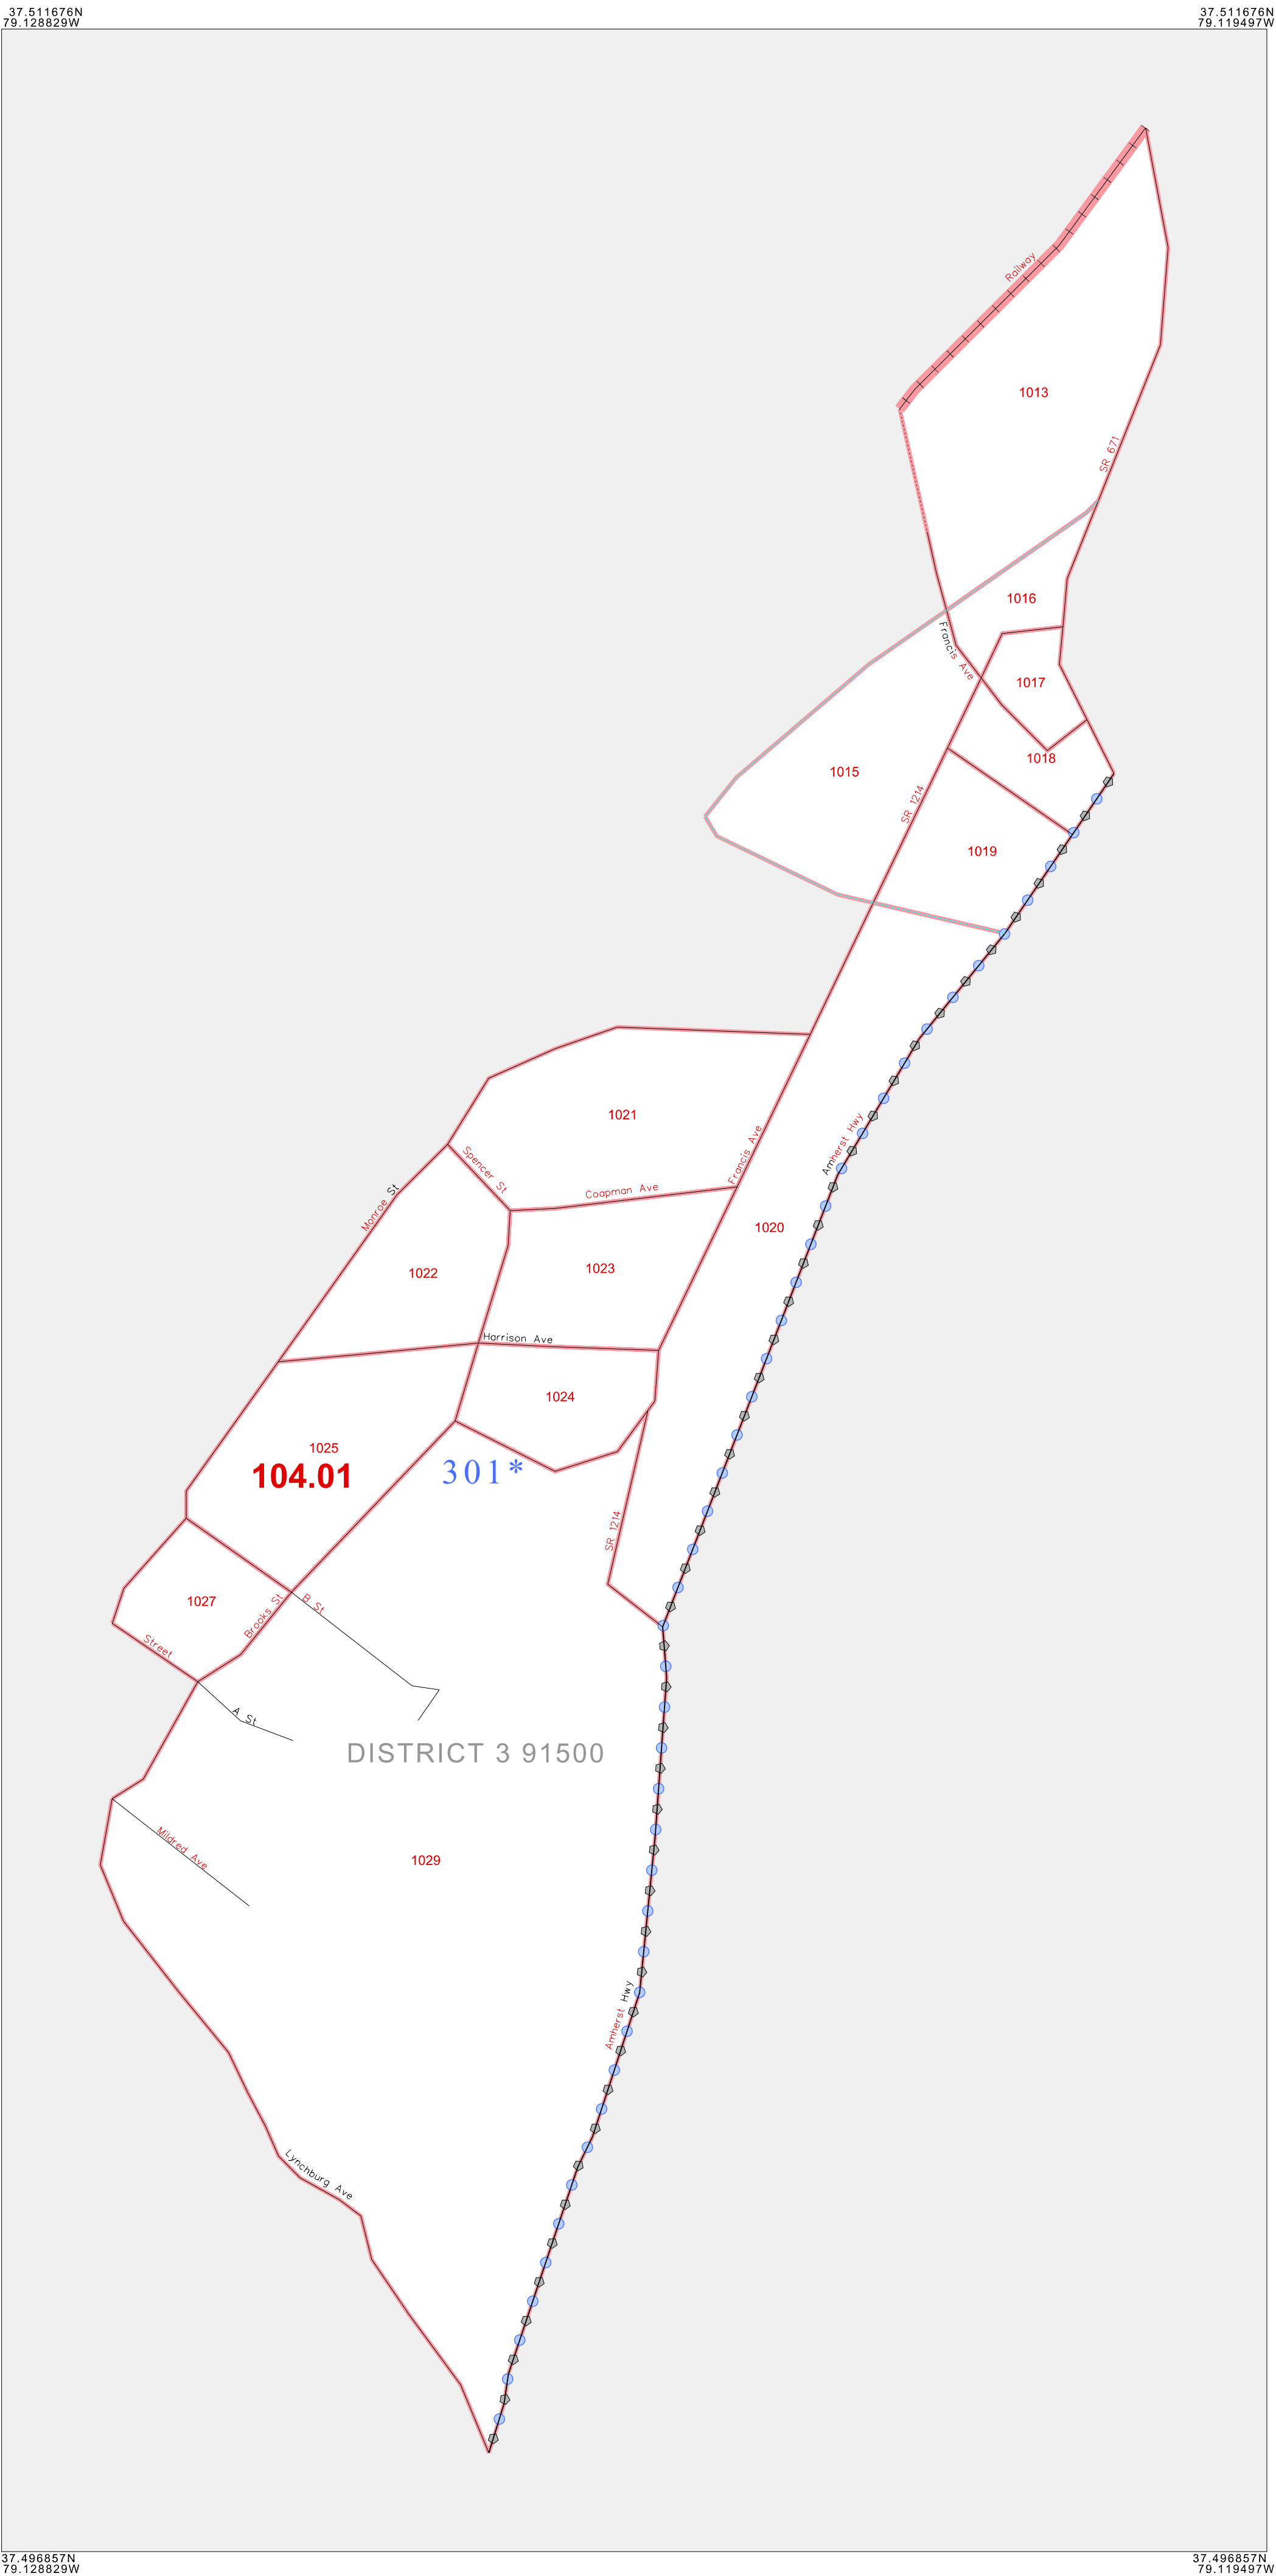 37.511676N
79.128829W
37.511676N
79.119497W
Railway
1013
SR 671
1016
Francis Ave
1017
1018
1015
SR 1214
1019
1021
Amherst Hwy
Francis Ave
Spencer St
Coapman Ave
Monroe St
1020
1022
1023
Harrison Ave
1024
1025
104.01
301*
SR 1214
1027
Brooks St
B St
Street
A St
DISTRICT 3 91500
Mildred Ave
1029
Amherst Hwy
Lynchburg Ave
37.496857N
79.128829W
37.496857N
79.119497W